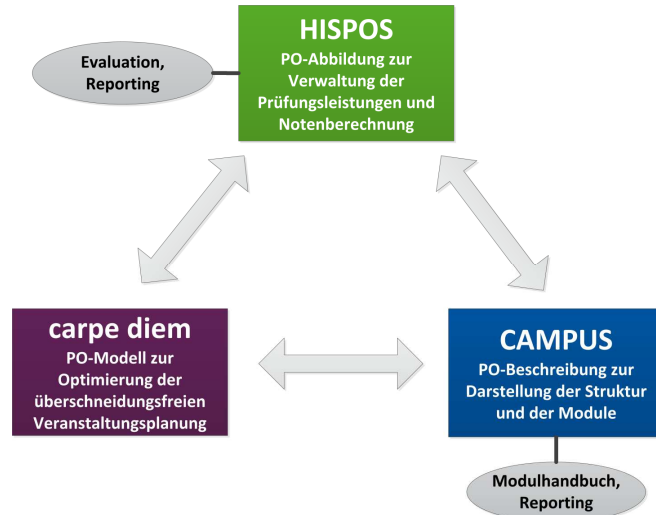 HISPOS
PO-Abbildung zur
Verwaltung der
Prüfungsleistungen und
Notenberechnung
Evaluation,
Reporting
carpe diem
PO-Modell zur
Optimierung der
überschneidungsfreien
Veranstaltungsplanung
CAMPUS
PO-Beschreibung zur
Darstellung der Struktur
und der Module
Modulhandbuch,
Reporting